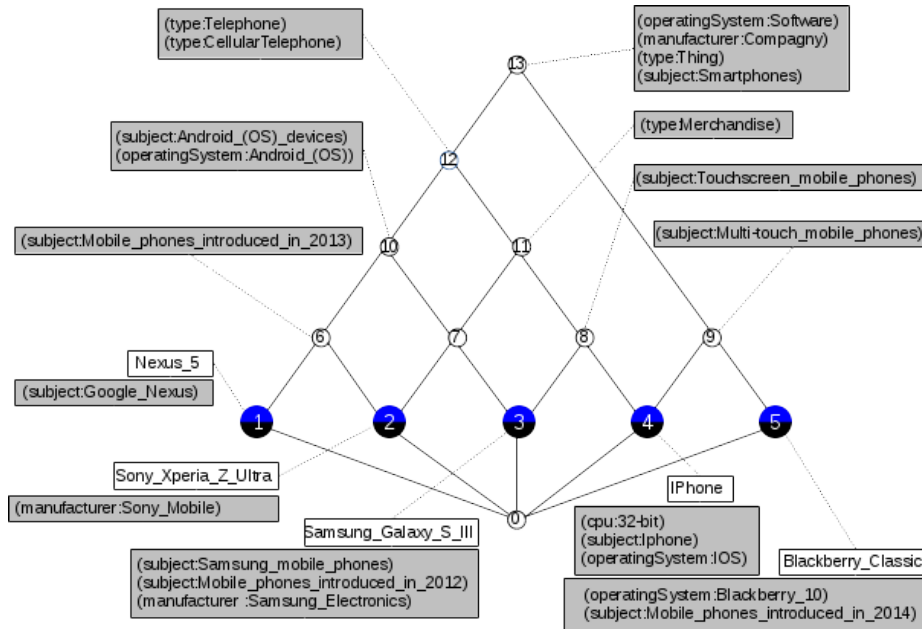 (type:Telephone)
(type:CellularTelephone)
(operatingSystem:Software)
(manufacturer:Compagny)
(type:Thing)
(subject:Smartphones)
13
(subject:Android_(OS)_devices)
(operatingSystem:Android_(OS))
(type:Merchandise)
12
(subject:Touchscreen_mobile_phones)
(subject:Mobile_phones_introduced_in_2013)
10
11
(subject:Multi-touch_mobile_phones)
6
7
8
9
Nexus_5
(subject:Google_Nexus)
1
2
3
4
5
Sony_Xperia_Z_Ultra
(manufacturer:Sony_Mobile)
IPhone
0
Samsung_Galaxy_S_III
(cpu:32-bit)
(subject:Iphone)
(operatingSystem:IOS)
(subject:Samsung_mobile_phones)
(subject:Mobile_phones_introduced_in_2012)
(manufacturer :Samsung_Electronics)
Blackberry_Classic
(operatingSystem:Blackberry_10)
(subject:Mobile_phones_introduced_in_2014)